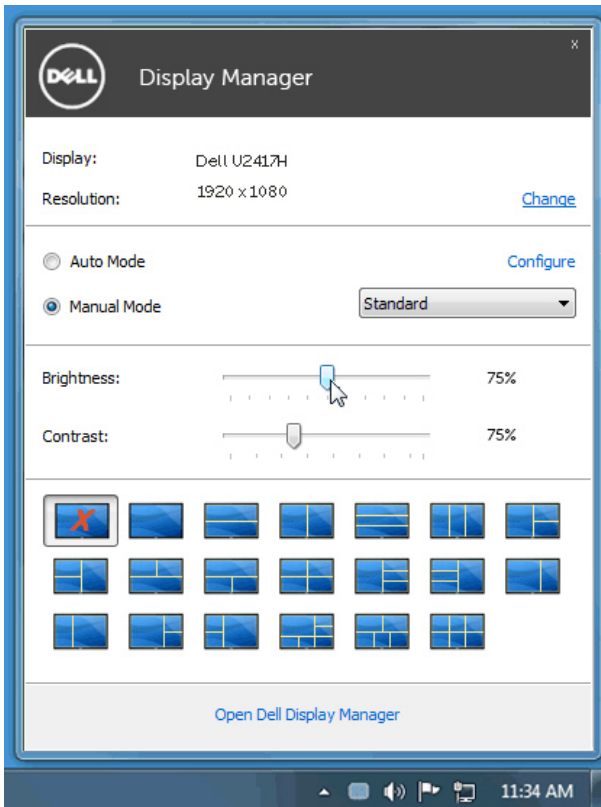 x
DELL
Display Manager
Display: Dell U2417H
Resolution: 1920 x 1080 Change
Auto Mode Configure
Manual Mode Standard
Brightness: 75%
Contrast: 75%
Open Dell Display Manager
11:34 AM